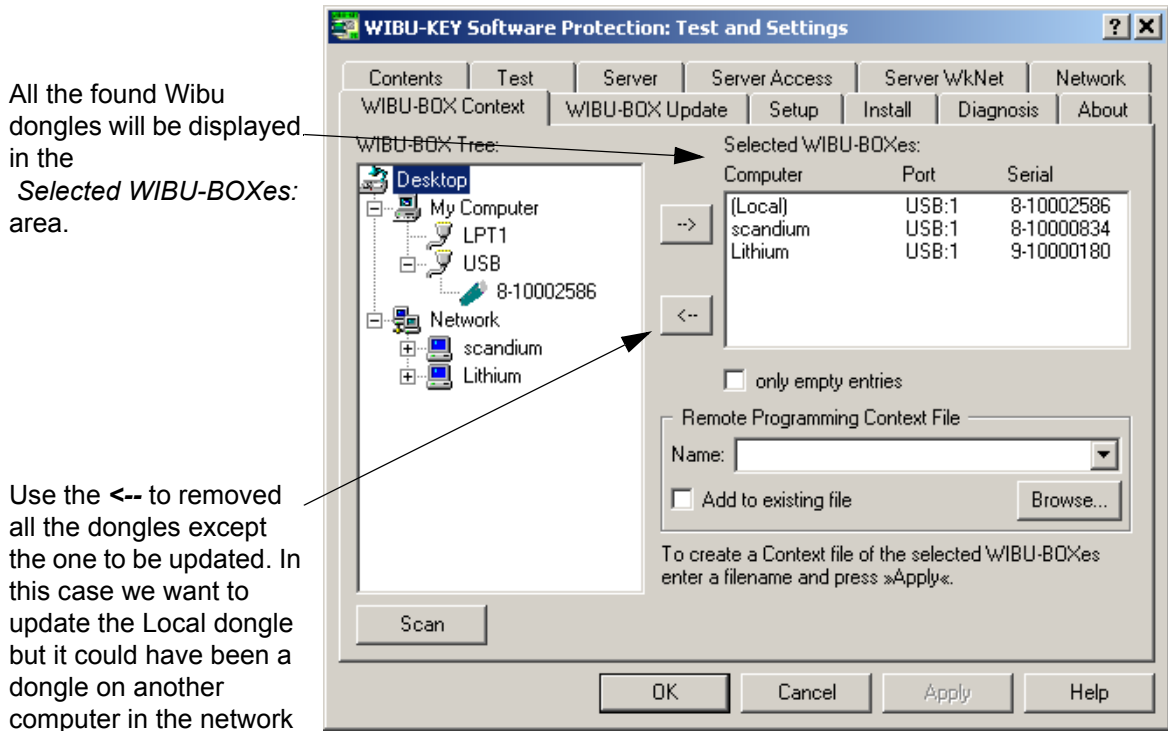 All the found Wibu
dongles will be displayed
in the
Selected WIBU-BOXes:
area.
Use the <-- to removed
all the dongles except
the one to be updated. In
this case we want to
update the Local dongle
but it could have been a
dongle on another
computer in the network
WIBU-KEY Software Protection: Test and Settings
Contents Test Server Server Access Server WkNet Network
WIBU-BOX Context WIBU-BOX Update Setup Install Diagnosis About
WIBU-BOX Tree:
Desktop
My Computer
LPT1
USB
8-10002586
Network
scandium
Lithium
Scan
-->
<--
Selected WIBU-BOXes:
Computer Port Serial
(Local) USB:1 8-10002586
scandium USB:1 8-10000834
Lithium USB:1 9-10000180
only empty entries
Remote Programming Context File
Name:
Add to existing file Browse...
To create a Context file of the selected WIBU-BOXes
enter a filename and press »Apply«.
OK Cancel Apply Help